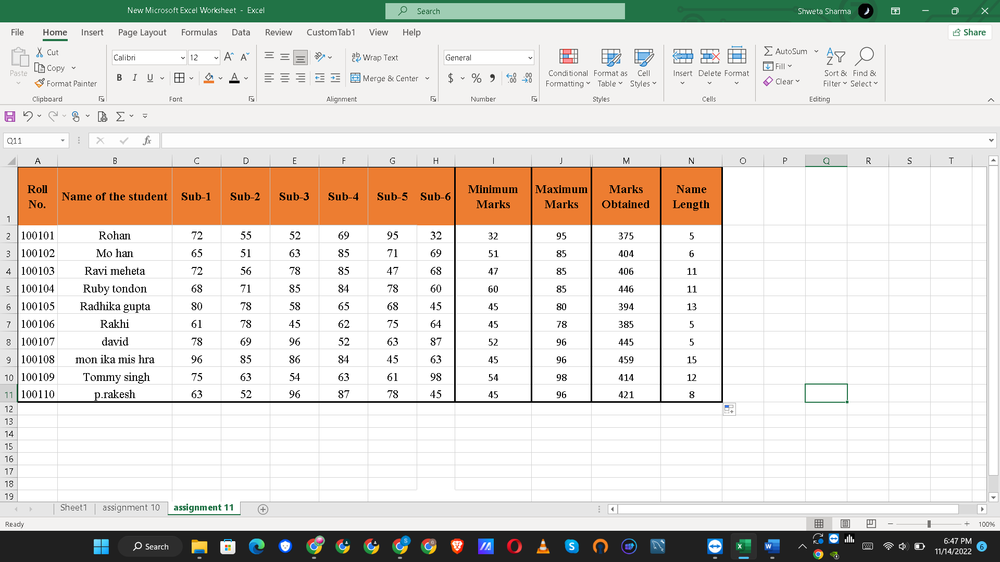 New Microsoft Excel Worksheet - Excel
Search
Shweta Sharma
File Home Insert Page Layout Formulas Data Review CustomTab1 View Help
Share
Paste
Cut
Copy
Format Painter
Clipboard
Calibri 12
B I U
Font
Wrap Text
Merge & Center
Alignment
General
$ % 9
Number
Conditional Formatting
Format as Table
Cell Styles
Styles
Insert Delete Format
Cells
AutoSum
Fill
Clear
Sort & Filter
Find & Select
Editing
Q11
fx
A B C D E F G H I J M N O P Q R S T
1 Roll No. Name of the student Sub-1 Sub-2 Sub-3 Sub-4 Sub-5 Sub-6 Minimum Marks Maximum Marks Marks Obtained Name Length
2 100101 Rohan 72 55 52 69 95 32 32 95 375 5
3 100102 Mo han 65 51 63 85 71 69 51 85 404 6
4 100103 Ravi meheta 72 56 78 85 47 68 47 85 406 11
5 100104 Ruby tondon 68 71 85 84 78 60 60 85 446 11
6 100105 Radhika gupta 80 78 58 65 68 45 45 80 394 13
7 100106 Rakhi 61 78 45 62 75 64 45 78 385 5
8 100107 david 78 69 96 52 63 87 52 96 445 5
9 100108 mon ika mis hra 96 85 86 84 45 63 45 96 459 15
10 100109 Tommy singh 75 63 54 63 61 98 54 98 414 12
11 100110 p.rakesh 63 52 96 87 78 45 45 96 421 8
12
13
14
15
16
17
18
19
Sheet1 assignment 10 assignment 11
Ready
100%
Search
6:47 PM
11/14/2022
6